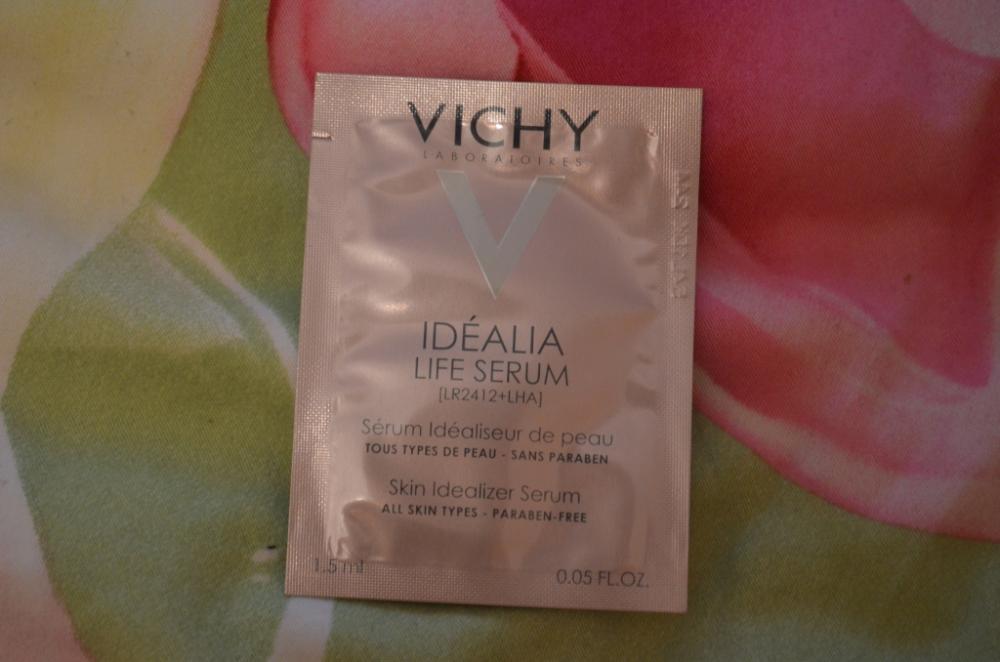 VICHY
LABORATOIRES
V
IDÉALIA
LIFE SERUM
[LR2412+LHA]
Sérum Idéaliseur de peau
TOUS TYPES DE PEAU - SANS PARABEN
Skin Idealizer Serum
ALL SKIN TYPES - PARABEN-FREE
1.5 ml
0.05 FL.OZ.